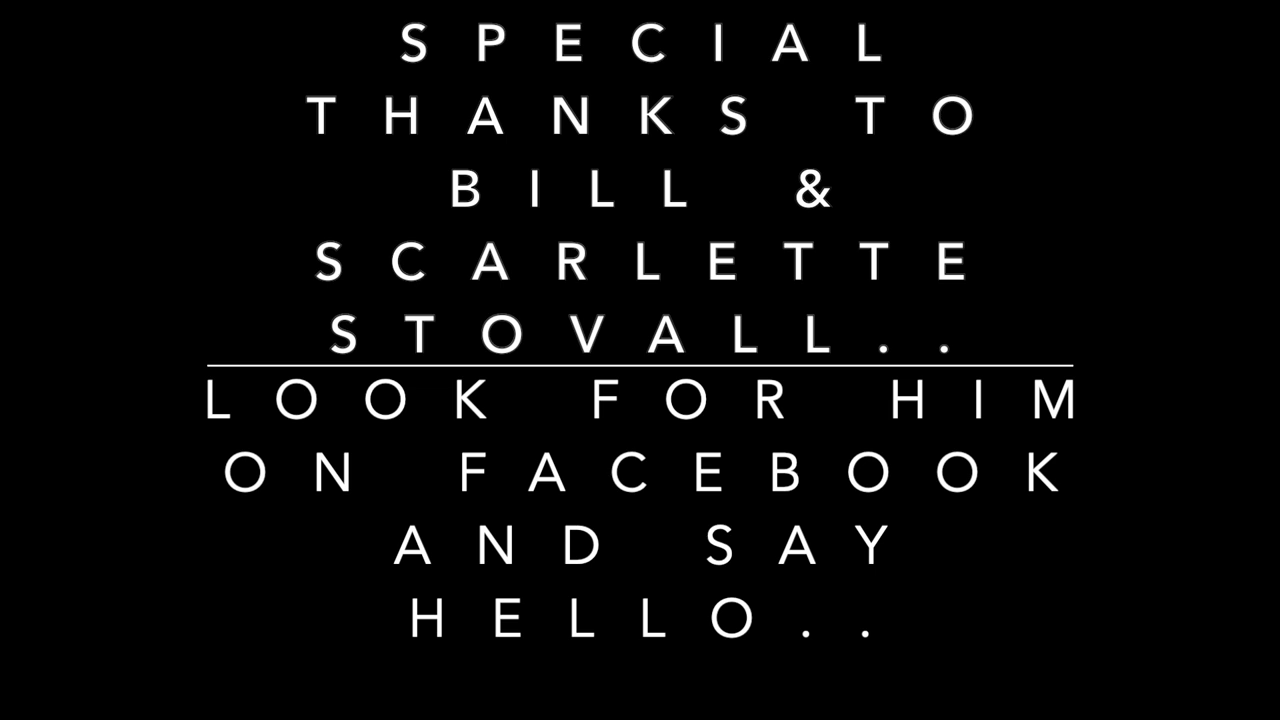 SPECIAL
THANKS TO
BILL &
SCARLETTE
STOVALL..
LOOK FOR HIM
ON FACEBOOK
AND SAY
HELLO..